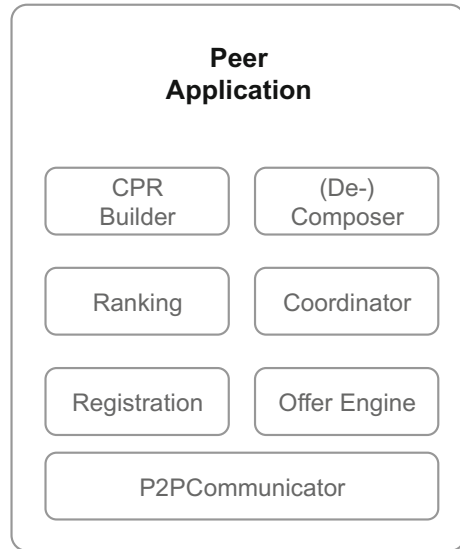 Peer
Application
CPR
Builder
(De-)
Composer
Ranking
Coordinator
Registration
Offer Engine
P2PCommunicator